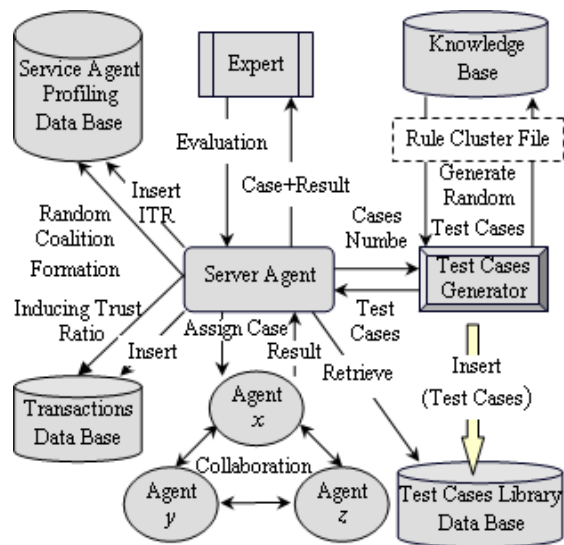 Service Agent
Profiling
Data Base
Expert
Knowledge
Base
Rule Cluster File
Evaluation
Case+Result
Generate
Random
Test Cases
Insert
ITR
Random
Coalition
Formation
Cases
Numbe
Server Agent
Test Cases
Generator
Inducing Trust
Ratio
Insert
Assign Case
Result
Test
Cases
Retrieve
Insert
(Test Cases)
Transactions
Data Base
Agent
x
Collaboration
Agent
y
Agent
z
Test Cases Library
Data Base